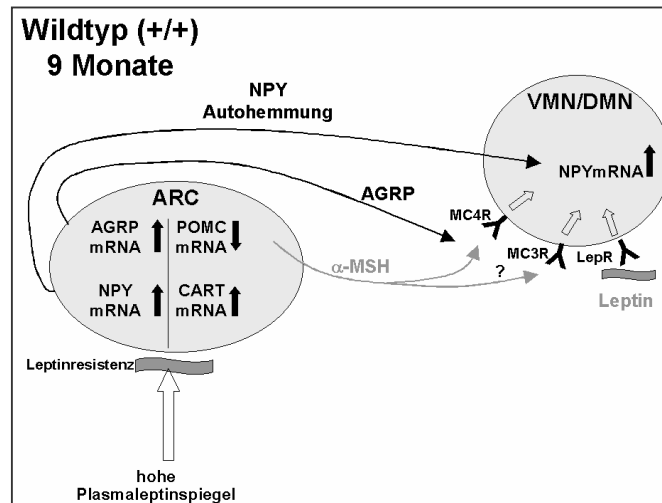 Wildtyp (+/+)
9 Monate
NPY
Autohemmung
VMN/DMN
NPYmRNA
AGRP
ARC
AGRP
mRNA
POMC
mRNA
NPY
mRNA
CART
mRNA
MC4R
MC3R
LepR
α-MSH
?
Leptin
Leptinresistenz
hohe
Plasmaleptinspiegel